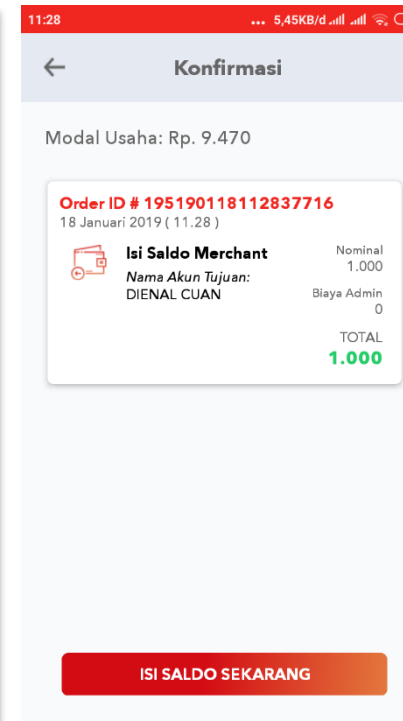 11:28 ... 5,45KB/d
Konfirmasi
Modal Usaha: Rp. 9.470
Order ID # 195190118112837716
18 Januari 2019 ( 11.28 )
Isi Saldo Merchant
Nama Akun Tujuan:
DIENAL CUAN
Nominal
1.000
Biaya Admin
0
TOTAL
1.000
ISI SALDO SEKARANG